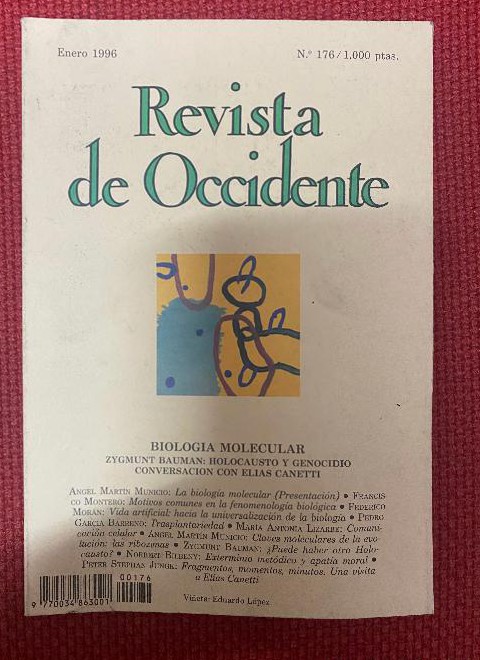 Enero 1996
N.º 176 / 1.000 ptas.
Revista
de Occidente
BIOLOGIA MOLECULAR
ZYGMUNT BAUMAN: HOLOCAUSTO Y GENOCIDIO
CONVERSACION CON ELIAS CANETTI
ANGEL MARTÍN MUNICIO: La biología molecular (Presentación) • FRANCIS
CO MONTERO: Motivos comunes en la fenomenología biológica • FEDERICO
MORÁN: Vida artificial: hacia la universalización de la biología • PEDRO
GARCÍA BARRENO: Trasplantariedad • MARÍA ANTONIA LIZARBE: Comuni-
cación celular • ANGEL MARTÍN MUNICIO: Claves moleculares de la evo-
lución: las ribozomas • ZYGMUNT BAUMAN: ¿Puede haber otro Holo-
causto? • NORBERT BILBENY: Exterminio metódico y apatía moral •
PETER STEPHAN JUNGK: Fragmentos, momentos, minutos. Una visita
a Elias Canetti
00176
9 770034 863001
Viñeta: Eduardo López